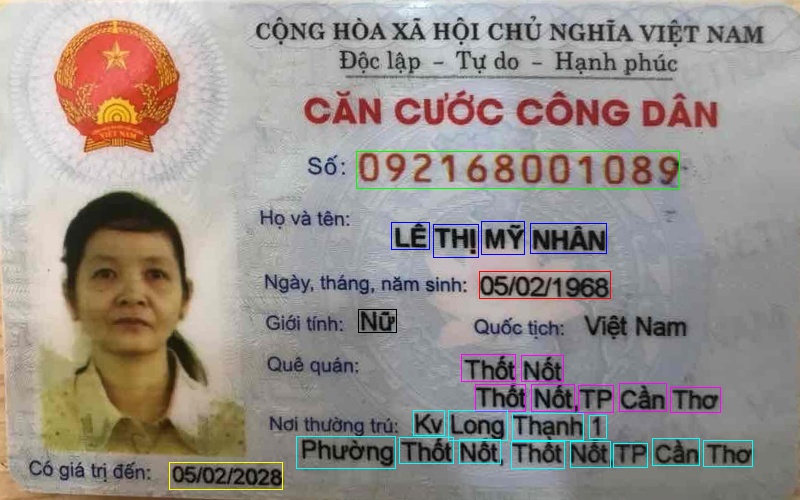 CỘNG HÒA XÃ HỘI CHỦ NGHĨA VIỆT NAM
Độc lập - Tự do - Hạnh phúc
CĂN CƯỚC CÔNG DÂN
Số: 092168001089
Họ và tên:
LÊ THỊ MỸ NHÂN
Ngày, tháng, năm sinh: 05/02/1968
Giới tính: Nữ Quốc tịch: Việt Nam
Quê quán: Thốt Nốt
Thốt Nốt, TP Cần Thơ
Nơi thường trú: Kv Long Thạnh 1
Phường Thốt Nốt, Thốt Nốt TP Cần Thơ
Có giá trị đến: 05/02/2028